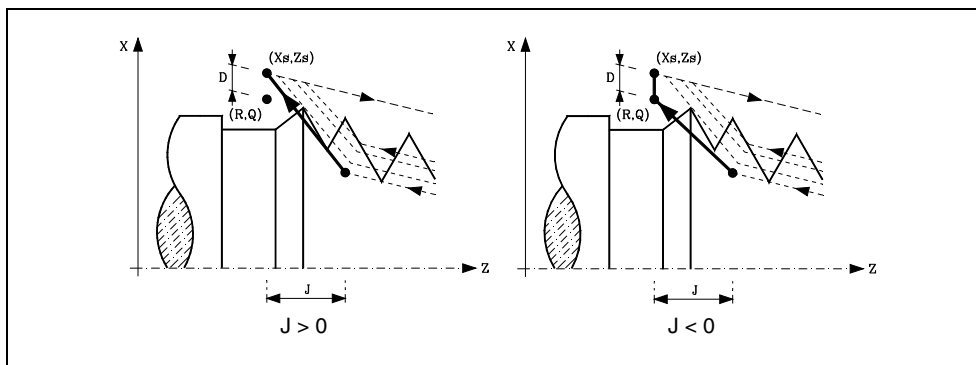 X
(Xs,Zs)
D
(R,Q)
Z
J
J > 0
X
(Xs,Zs)
D
(R,Q)
Z
J
J < 0